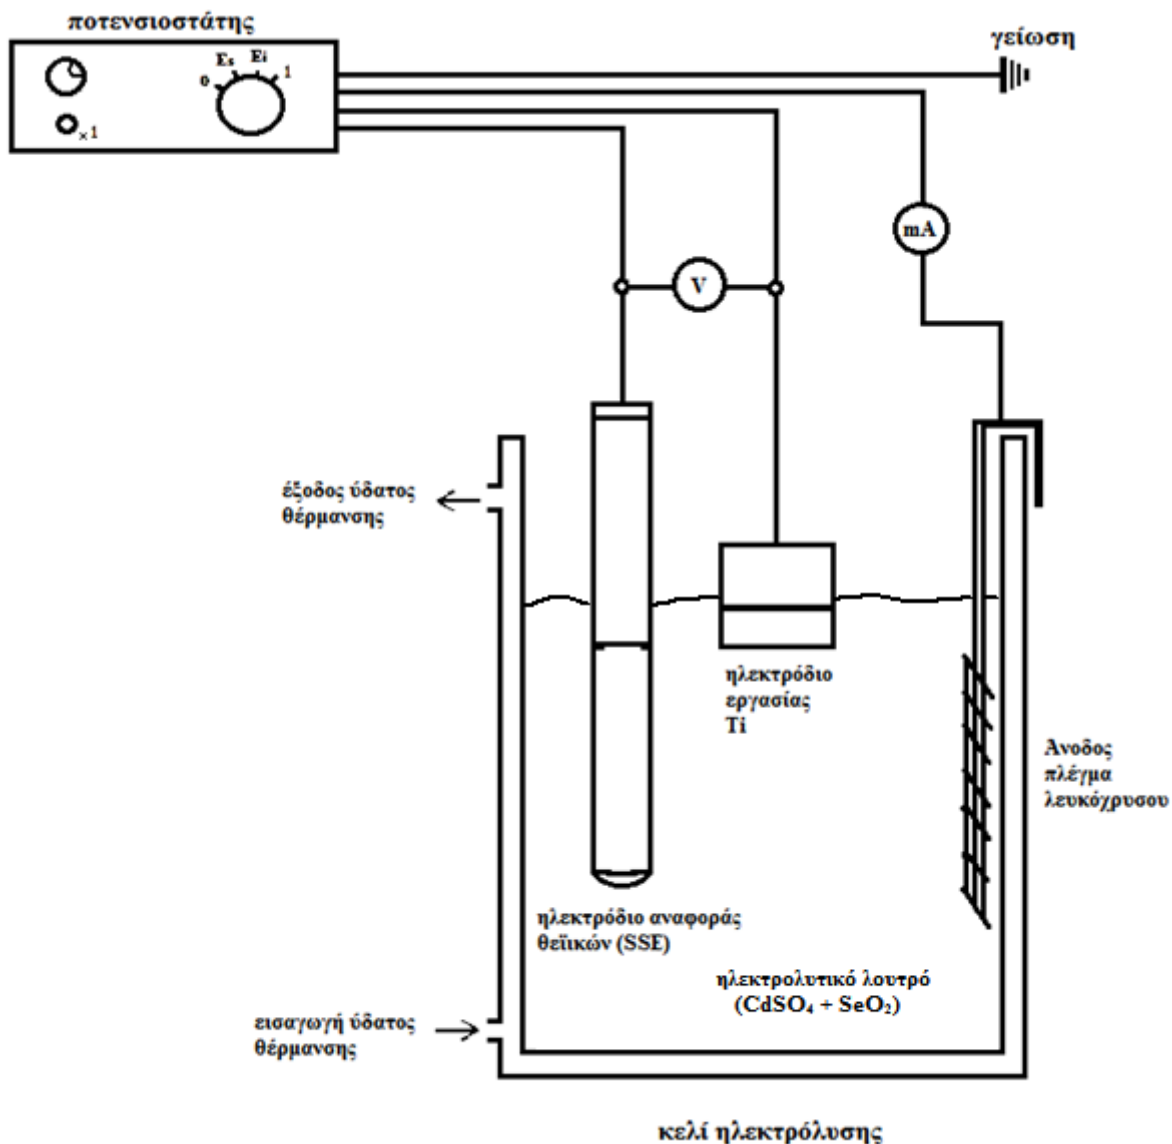 ποτενσιοστάτης
γείωση
Es Ei
0 1
×1
mA
V
έξοδος ύδατος
θέρμανσης
ηλεκτρόδιο
εργασίας
Ti
Άνοδος
πλέγμα
λευκόχρυσου
ηλεκτρόδιο αναφοράς
θεϊικών (SSE)
ηλεκτρολυτικό λουτρό
(CdSO₄ + SeO₂)
εισαγωγή ύδατος
θέρμανσης
κελί ηλεκτρόλυσης